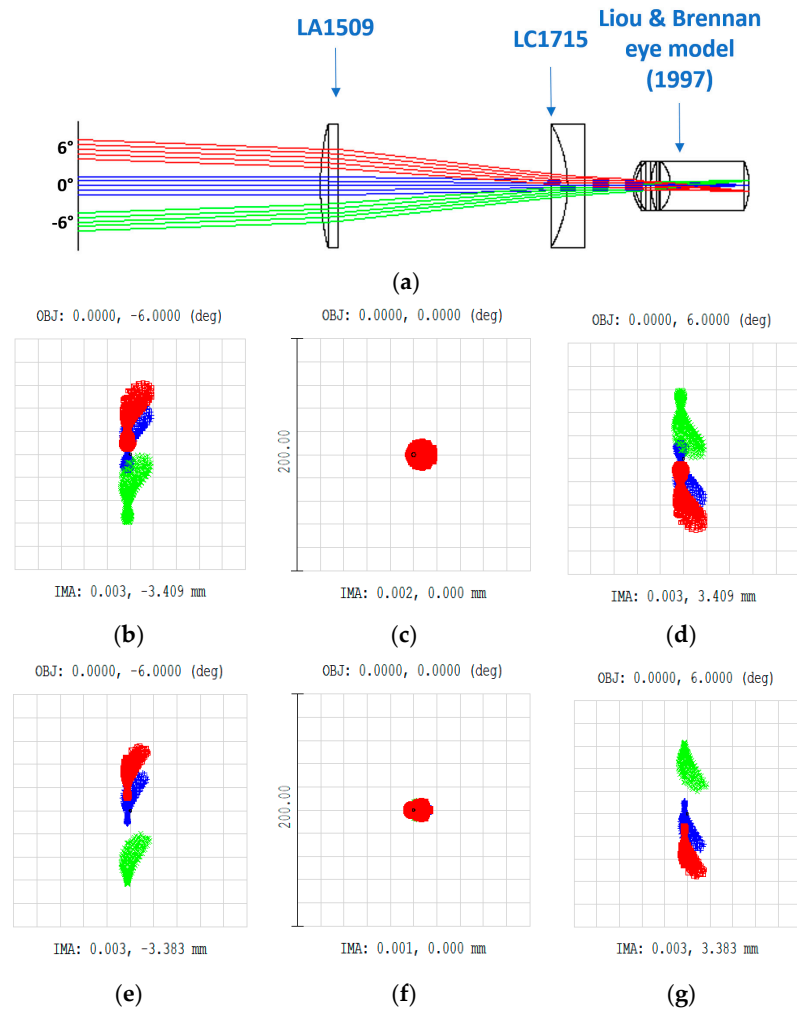 LA1509
LC1715
Liou & Brennan
eye model
(1997)
6°
0°
-6°
(a)
OBJ: 0.0000, -6.0000 (deg)
OBJ: 0.0000, 0.0000 (deg)
OBJ: 0.0000, 6.0000 (deg)
200.00
IMA: 0.003, -3.409 mm
IMA: 0.002, 0.000 mm
IMA: 0.003, 3.409 mm
(b)
(c)
(d)
OBJ: 0.0000, -6.0000 (deg)
OBJ: 0.0000, 0.0000 (deg)
OBJ: 0.0000, 6.0000 (deg)
200.00
IMA: 0.003, -3.383 mm
IMA: 0.001, 0.000 mm
IMA: 0.003, 3.383 mm
(e)
(f)
(g)